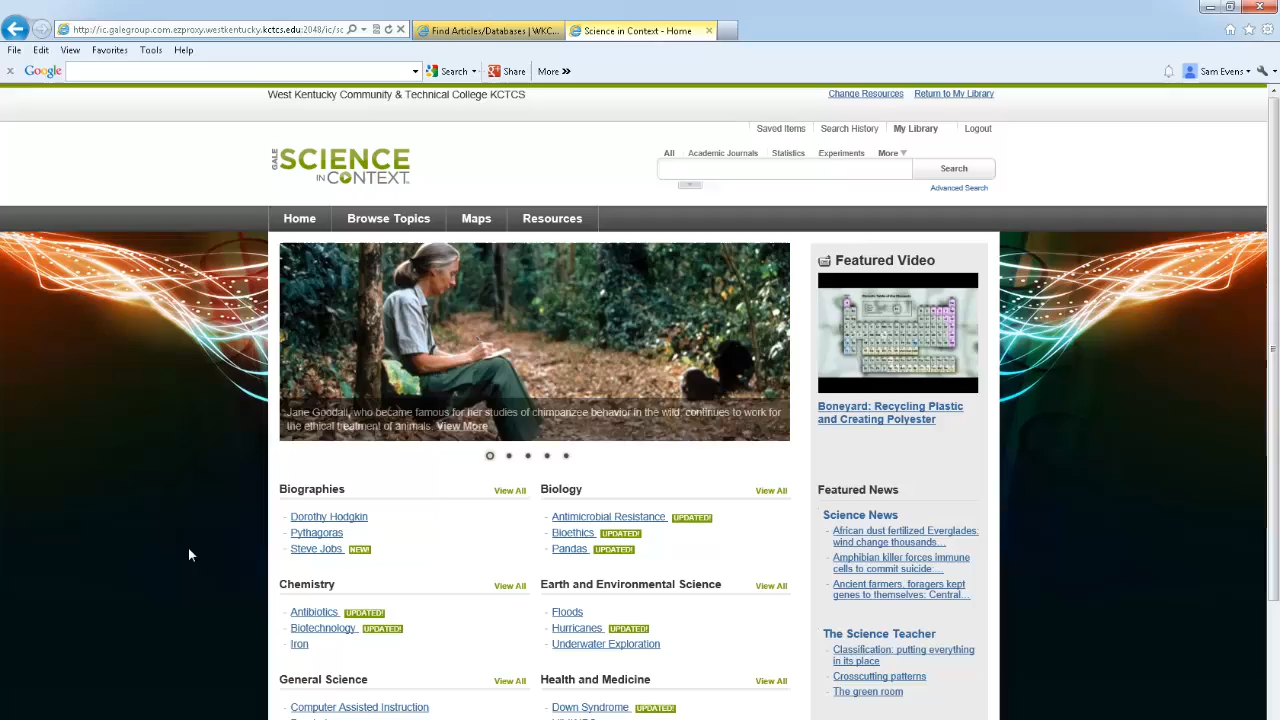 http://ic.galegroup.com.ezproxy.westkentucky.kctcs.edu:2048/ic/sc
Find Articles/Databases | WKC...
Science in Context - Home
File Edit View Favorites Tools Help
Google Search Share More »
Sam Evens
West Kentucky Community & Technical College KCTCS
Change Resources Return to My Library
Saved Items Search History My Library Logout
GALE SCIENCE IN CONTEXT
All Academic Journals Statistics Experiments More
Search
Advanced Search
Home Browse Topics Maps Resources
Jane Goodall, who became famous for her studies of chimpanzee behavior in the wild, continues to work for
the ethical treatment of animals. View More
Featured Video
Periodic Table of the Elements
Boneyard: Recycling Plastic
and Creating Polyester
Biographies View All
- Dorothy Hodgkin
- Pythagoras
- Steve Jobs NEW!
Biology View All
- Antimicrobial Resistance UPDATED!
- Bioethics UPDATED!
- Pandas UPDATED!
Chemistry View All
- Antibiotics UPDATED!
- Biotechnology UPDATED!
- Iron
Earth and Environmental Science View All
- Floods
- Hurricanes UPDATED!
- Underwater Exploration
General Science View All
- Computer Assisted Instruction
Health and Medicine View All
- Down Syndrome UPDATED!
Featured News
Science News
- African dust fertilized Everglades:
wind change thousands...
- Amphibian killer forces immune
cells to commit suicide:...
- Ancient farmers, foragers kept
genes to themselves: Central...
The Science Teacher
- Classification: putting everything
in its place
- Crosscutting patterns
- The green room